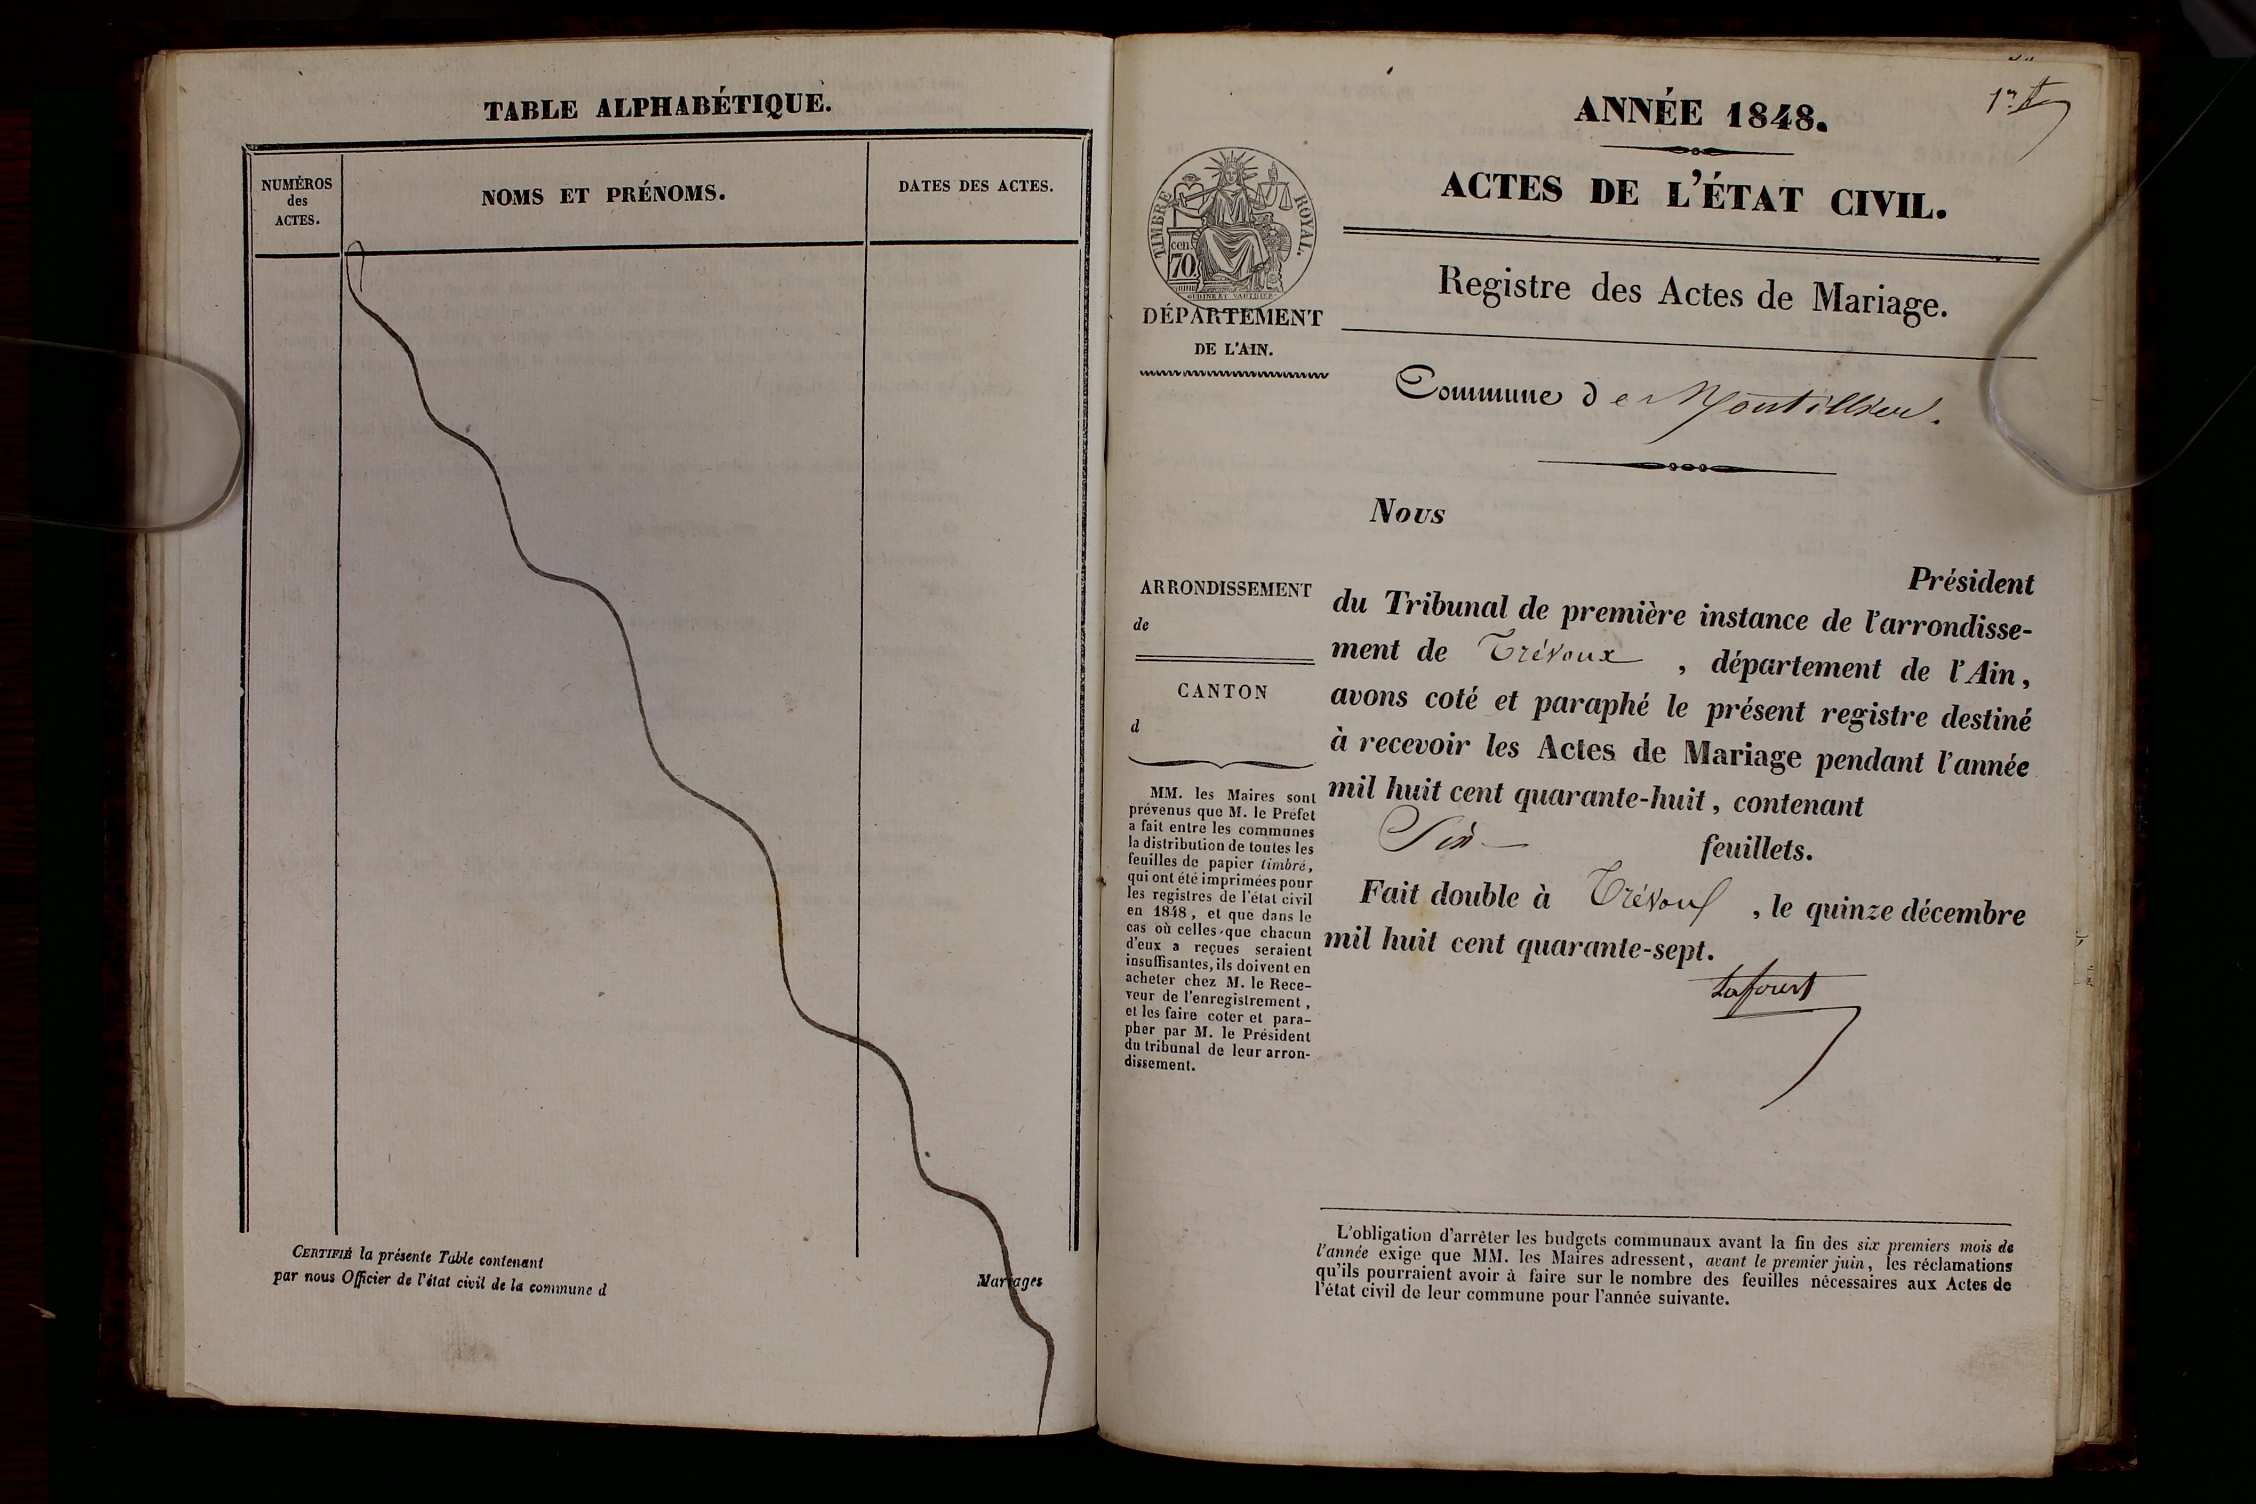 TABLE ALPHABÉTIQUE.
NUMÉROS
des
ACTES.
NOMS ET PRÉNOMS.
DATES DES ACTES.
CERTIFIÉ la présente Table contenant Mariages
par nous Officier de l'état civil de la commune d
1er
ANNÉE 1848.
ACTES DE L'ÉTAT CIVIL.
TIMBRE ROYAL.
cen.
70
DÉPARTEMENT
DE L'AIN.
Registre des Actes de Mariage.
Commune de Montillier.
Nous
Président
du Tribunal de première instance de l'arrondisse-
ment de Trévoux, département de l'Ain,
avons coté et paraphé le présent registre destiné
à recevoir les Actes de Mariage pendant l'année
mil huit cent quarante-huit, contenant
Six feuillets.
Fait double à Trévoux, le quinze décembre
mil huit cent quarante-sept.
ARRONDISSEMENT
de
CANTON
d
MM. les Maires sont
prévenus que M. le Préfet
a fait entre les communes
la distribution de toutes les
feuilles de papier timbré,
qui ont été imprimées pour
les registres de l'état civil
en 1848, et que dans le
cas où celles que chacun
d'eux a reçues seraient
insuffisantes, ils doivent en
acheter chez M. le Rece-
veur de l'enregistrement,
et les faire coter et para-
pher par M. le Président
du tribunal de leur arron-
dissement.
L'obligation d'arrêter les budgets communaux avant la fin des six premiers mois de
l'année exige que MM. les Maires adressent, avant le premier juin, les réclamations
qu'ils pourraient avoir à faire sur le nombre des feuilles nécessaires aux Actes de
l'état civil de leur commune pour l'année suivante.